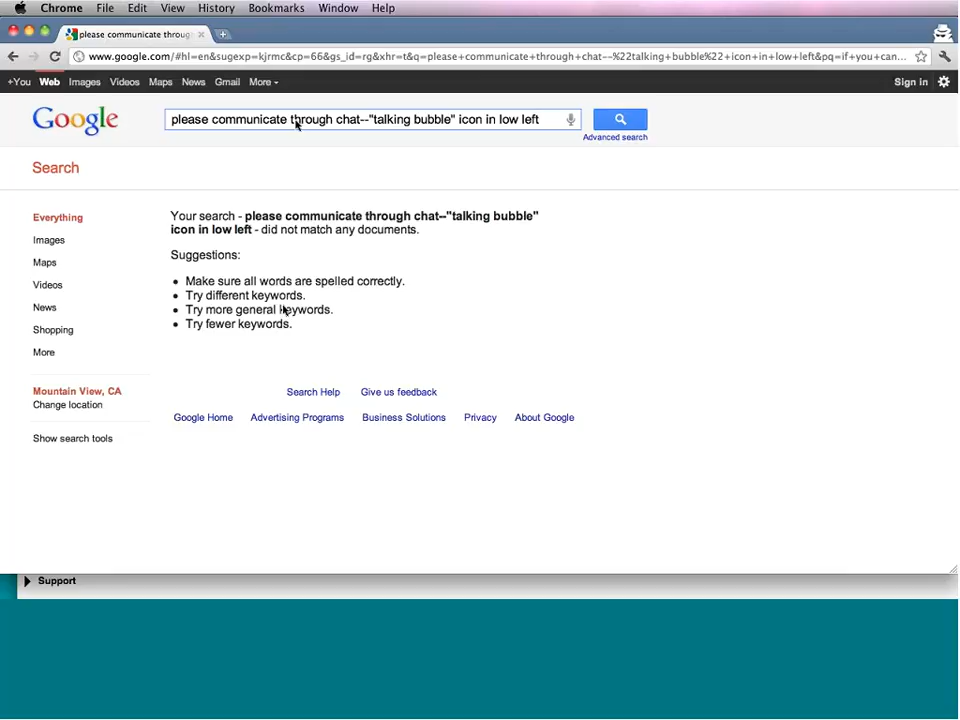 Chrome File Edit View History Bookmarks Window Help
please communicate throug
www.google.com/#hl=en&sugexp=kjrmc&cp=66&gs_id=rg&xhr=t&q=please+communicate+through+chat--%22talking+bubble%22+icon+in+low+left&pq=if+you+can...
+You Web Images Videos Maps News Gmail More Sign in
Google
please communicate through chat--"talking bubble" icon in low left
Advanced search
Search
Everything
Images
Maps
Videos
News
Shopping
More
Mountain View, CA
Change location
Show search tools
Your search - please communicate through chat--"talking bubble"
icon in low left - did not match any documents.
Suggestions:
Make sure all words are spelled correctly.
Try different keywords.
Try more general keywords.
Try fewer keywords.
Search Help Give us feedback
Google Home Advertising Programs Business Solutions Privacy About Google
Support